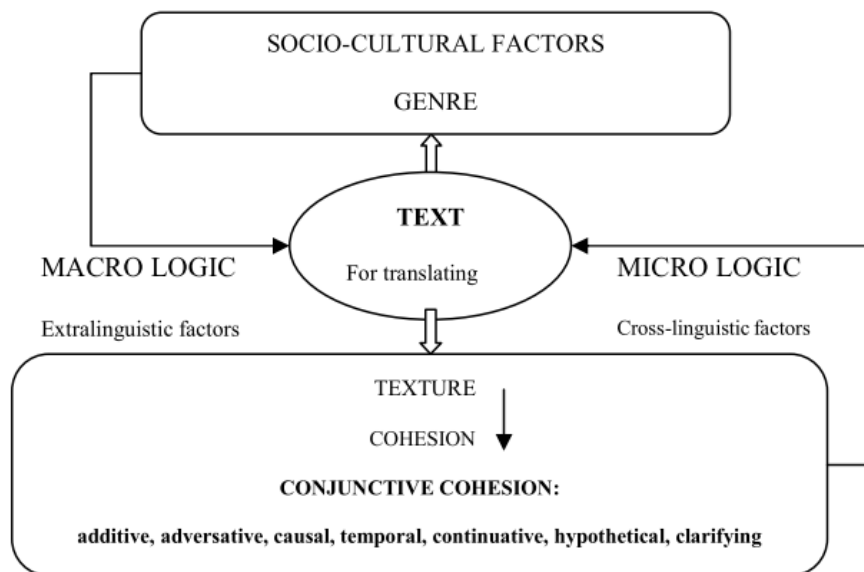 SOCIO-CULTURAL FACTORS
GENRE
TEXT
For translating
MACRO LOGIC
MICRO LOGIC
Extralinguistic factors
Cross-linguistic factors
TEXTURE
COHESION
CONJUNCTIVE COHESION:
additive, adversative, causal, temporal, continuative, hypothetical, clarifying